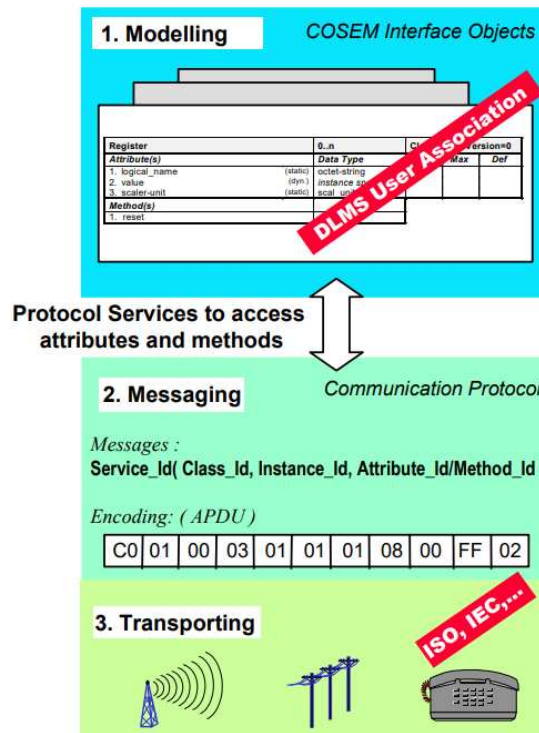 1. Modelling
COSEM Interface Objects
Register 0..n
Attribute(s) Data Type Max Def
1. logical_name (static) octet-string
2. value (dyn.) instance
3. scaler-unit (static)
Method(s)
1. reset
DLMS User Association
Protocol Services to access
attributes and methods
2. Messaging
Communication Protocol
Messages :
Service_Id( Class_Id, Instance_Id, Attribute_Id/Method_Id
Encoding: ( APDU )
C0 01 00 03 01 01 01 08 00 FF 02
3. Transporting
ISO, IEC,...